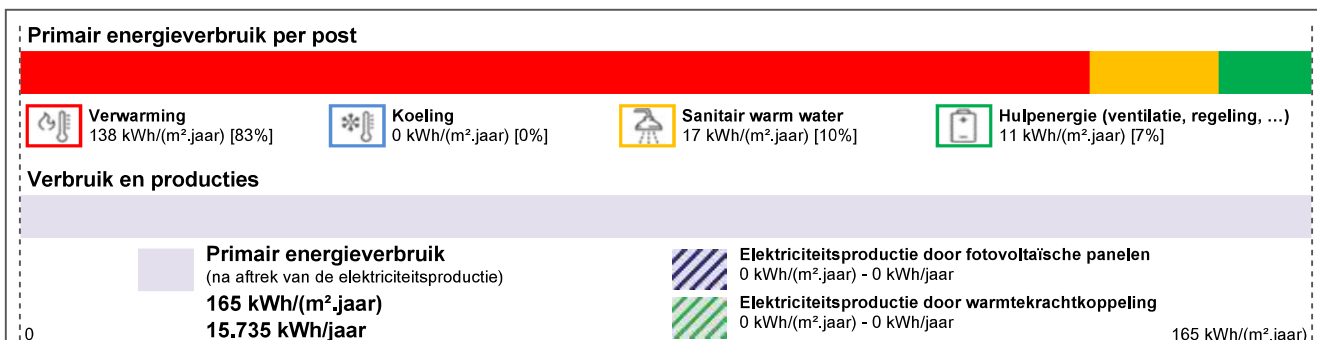 Primair energieverbruik per post
Verwarming
138 kWh/(m².jaar) [83%]
Koeling
0 kWh/(m².jaar) [0%]
Sanitair warm water
17 kWh/(m².jaar) [10%]
Hulpenergie (ventilatie, regeling, ...)
11 kWh/(m².jaar) [7%]
Verbruik en producties
Primair energieverbruik
(na aftrek van de elektriciteitsproductie)
165 kWh/(m².jaar)
15.735 kWh/jaar
Elektriciteitsproductie door fotovoltaïsche panelen
0 kWh/(m².jaar) - 0 kWh/jaar
Elektriciteitsproductie door warmtekrachtkoppeling
0 kWh/(m².jaar) - 0 kWh/jaar
0
165 kWh/(m².jaar)